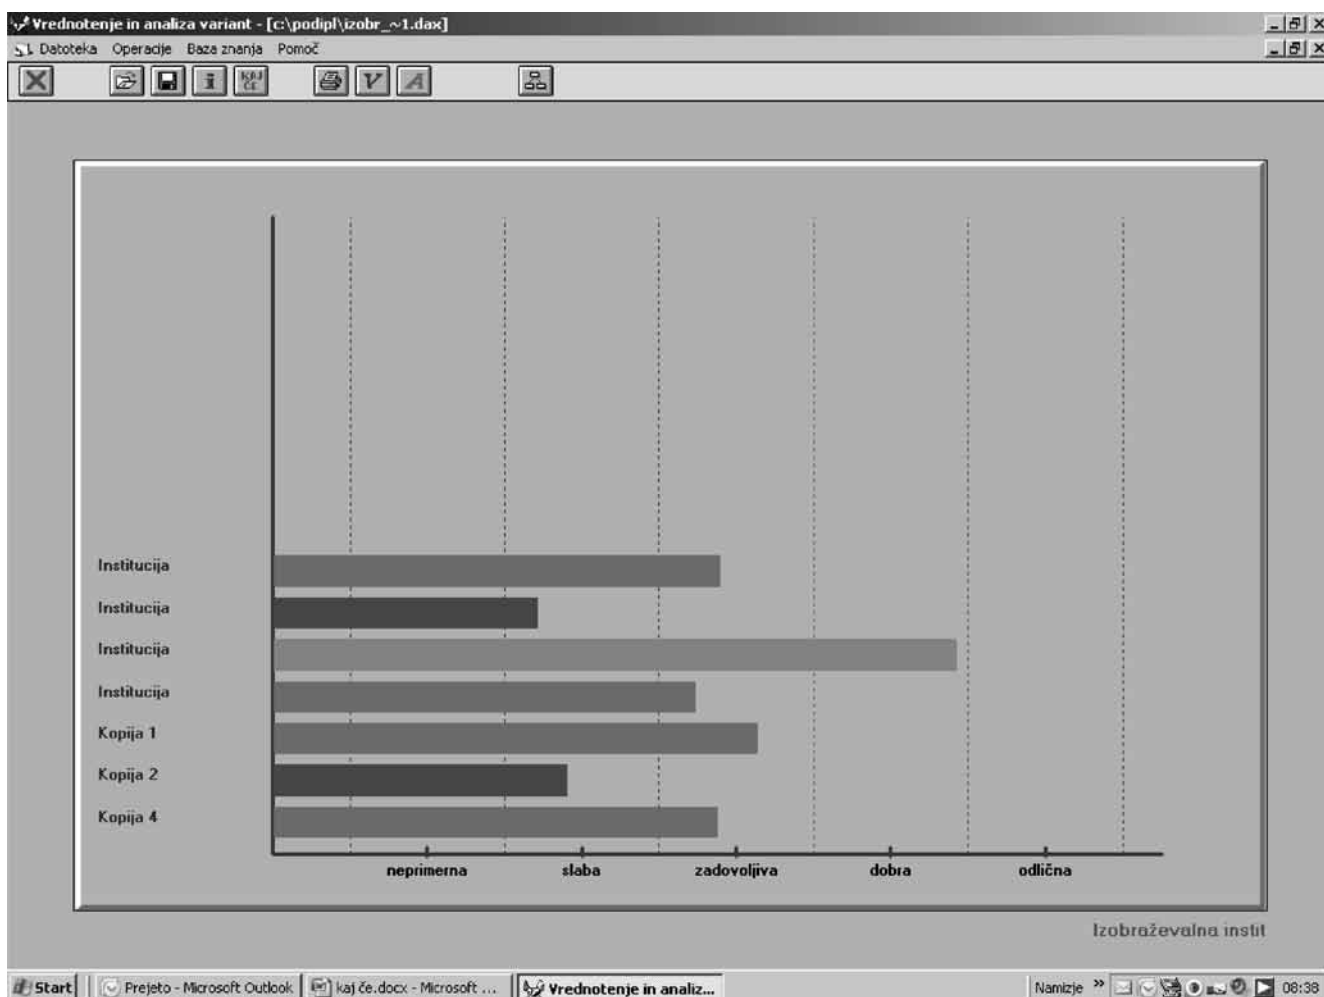 Vrednotenje in analiza variant - [c:\podipl\izobr_~1.dax]
Datoteka Operacije Baza znanja Pomoč
KAJ ČE V A
Institucija
Institucija
Institucija
Institucija
Kopija 1
Kopija 2
Kopija 4
neprimerna slaba zadovoljiva dobra odlična
Izobraževalna instit
Start Prejeto - Microsoft Outlook kaj če.docx - Microsoft ... Vrednotenje in analiz... Namizje » 08:38